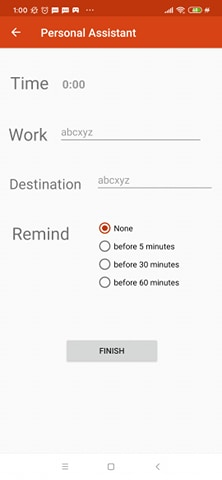 1:00
Personal Assistant
Time 0:00
Work abcxyz
Destination abcxyz
Remind
None
before 5 minutes
before 30 minutes
before 60 minutes
FINISH